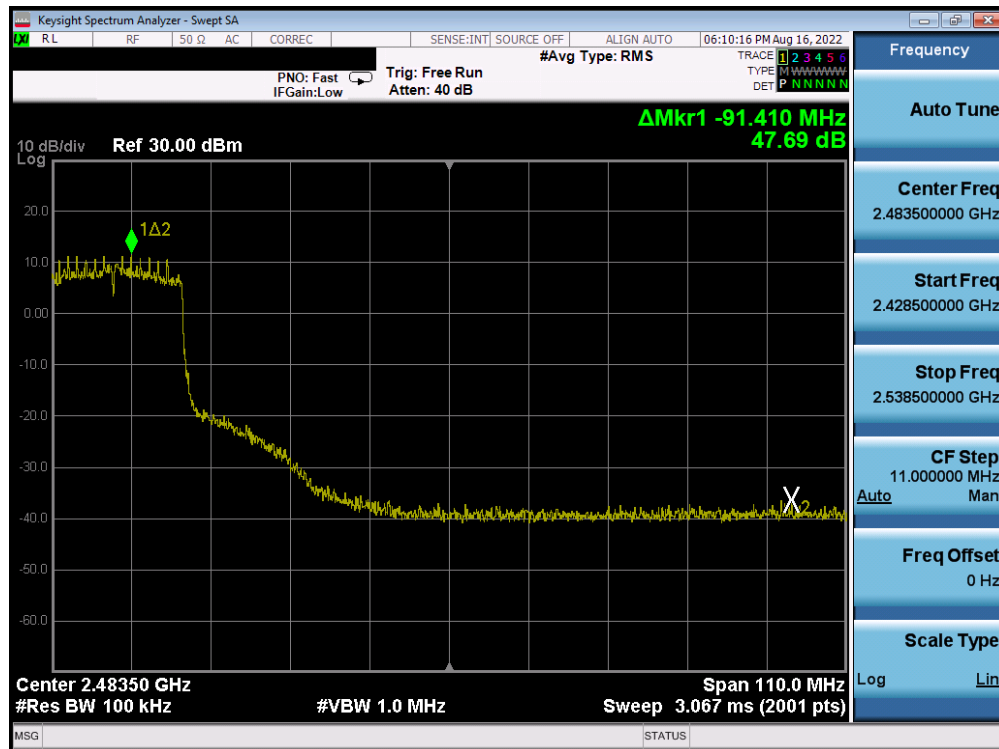 Keysight Spectrum Analyzer - Swept SA
LXI RL RF 50 Ω AC CORREC SENSE:INT SOURCE OFF ALIGN AUTO 06:10:16 PM Aug 16, 2022
PNO: Fast
IFGain:Low
Trig: Free Run
Atten: 40 dB
#Avg Type: RMS
TRACE 1 2 3 4 5 6
TYPE M WWWWW
DET P N N N N N
ΔMkr1 -91.410 MHz
47.69 dB
10 dB/div
Log
Ref 30.00 dBm
20.0
10.0
0.00
-10.0
-20.0
-30.0
-40.0
-50.0
-60.0
1Δ2
X2
Center 2.48350 GHz
#Res BW 100 kHz
#VBW 1.0 MHz
Span 110.0 MHz
Sweep 3.067 ms (2001 pts)
MSG
STATUS
Frequency
Auto Tune
Center Freq
2.483500000 GHz
Start Freq
2.428500000 GHz
Stop Freq
2.538500000 GHz
CF Step
11.000000 MHz
Auto Man
Freq Offset
0 Hz
Scale Type
Log Lin